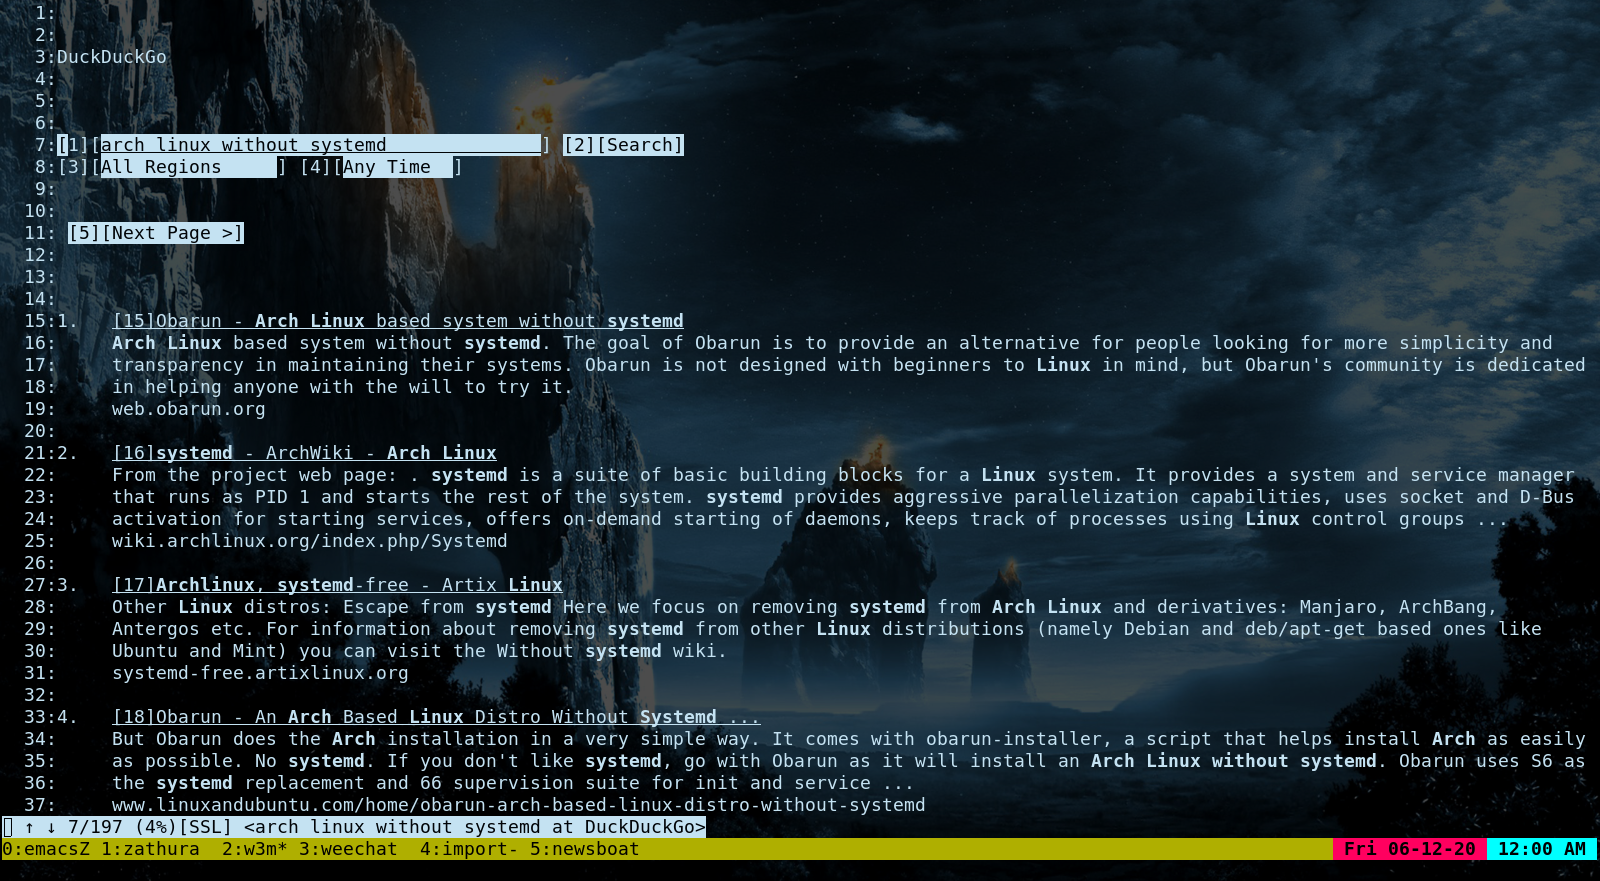 1:
2:
3:DuckDuckGo
4:
5:
6:
7:[1][arch linux without systemd] [2][Search]
8:[3][All Regions] [4][Any Time]
9:
10:
11: [5][Next Page >]
12:
13:
14:
15:1. [15]Obarun - Arch Linux based system without systemd
16: Arch Linux based system without systemd. The goal of Obarun is to provide an alternative for people looking for more simplicity and
17: transparency in maintaining their systems. Obarun is not designed with beginners to Linux in mind, but Obarun's community is dedicated
18: in helping anyone with the will to try it.
19: web.obarun.org
20:
21:2. [16]systemd - ArchWiki - Arch Linux
22: From the project web page: . systemd is a suite of basic building blocks for a Linux system. It provides a system and service manager
23: that runs as PID 1 and starts the rest of the system. systemd provides aggressive parallelization capabilities, uses socket and D-Bus
24: activation for starting services, offers on-demand starting of daemons, keeps track of processes using Linux control groups ...
25: wiki.archlinux.org/index.php/Systemd
26:
27:3. [17]Archlinux, systemd-free - Artix Linux
28: Other Linux distros: Escape from systemd Here we focus on removing systemd from Arch Linux and derivatives: Manjaro, ArchBang,
29: Antergos etc. For information about removing systemd from other Linux distributions (namely Debian and deb/apt-get based ones like
30: Ubuntu and Mint) you can visit the Without systemd wiki.
31: systemd-free.artixlinux.org
32:
33:4. [18]Obarun - An Arch Based Linux Distro Without Systemd ...
34: But Obarun does the Arch installation in a very simple way. It comes with obarun-installer, a script that helps install Arch as easily
35: as possible. No systemd. If you don't like systemd, go with Obarun as it will install an Arch Linux without systemd. Obarun uses S6 as
36: the systemd replacement and 66 supervision suite for init and service ...
37: www.linuxandubuntu.com/home/obarun-arch-based-linux-distro-without-systemd
↑ ↓ 7/197 (4%)[SSL] <arch linux without systemd at DuckDuckGo>
0:emacsZ 1:zathura 2:w3m* 3:weechat 4:import- 5:newsboat Fri 06-12-20 12:00 AM